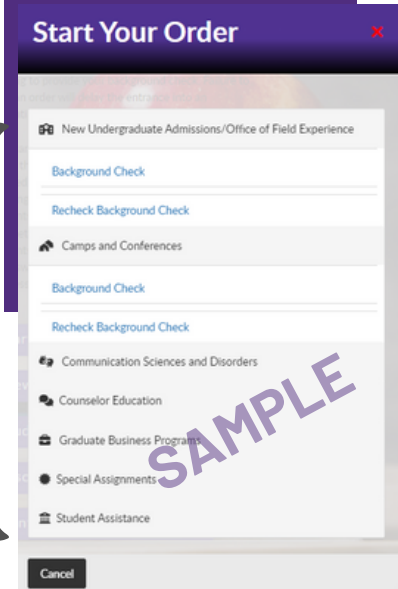 Start Your Order
×
New Undergraduate Admissions/Office of Field Experience
Background Check
Recheck Background Check
Camps and Conferences
Background Check
Recheck Background Check
Communication Sciences and Disorders
Counselor Education
Graduate Business Programs
Special Assignments
Student Assistance
SAMPLE
Cancel